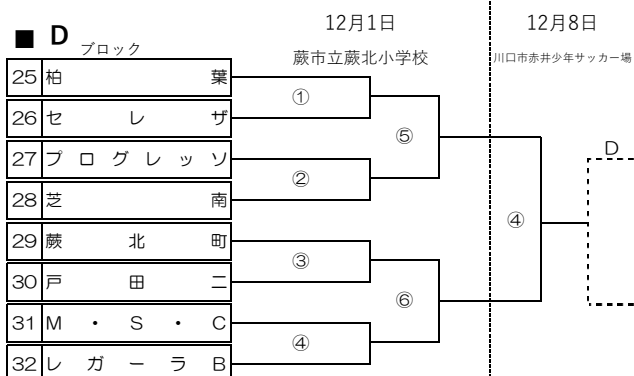 12月1日 12月8日
■ D ブロック
蕨市立蕨北小学校 川口市赤井少年サッカー場
25 柏葉
①
26 セレザ
⑤
27 プログレッソ
D
②
28 芝南
④
29 蕨北町
③
30 戸田二
⑥
31 M・S・C
④
32 レガーラB